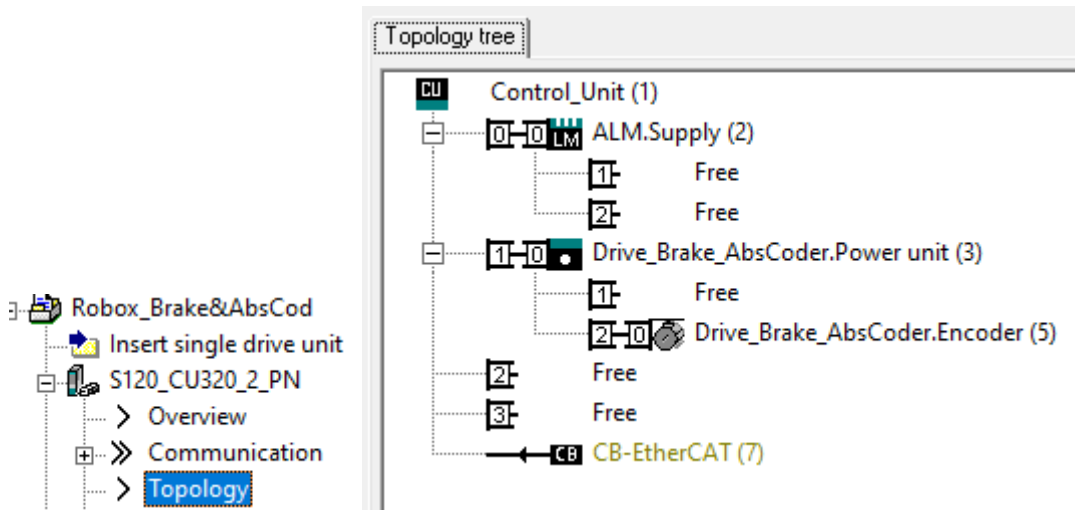 Topology tree
CU Control_Unit (1)
0 0 LM ALM.Supply (2)
1 Free
2 Free
1 0 Drive_Brake_AbsCoder.Power unit (3)
1 Free
2 0 Drive_Brake_AbsCoder.Encoder (5)
2 Free
3 Free
CB CB-EtherCAT (7)
Robox_Brake&AbsCod
Insert single drive unit
S120_CU320_2_PN
Overview
Communication
Topology